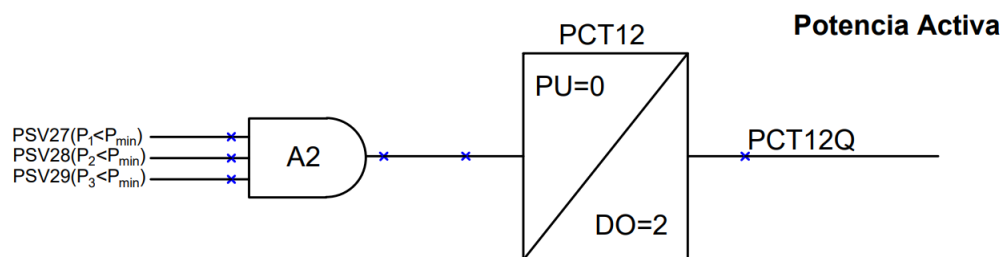 Potencia Activa
PCT12
PU=0
PSV27(P1<Pmin)
PSV28(P2<Pmin)
PSV29(P3<Pmin)
A2
PCT12Q
DO=2